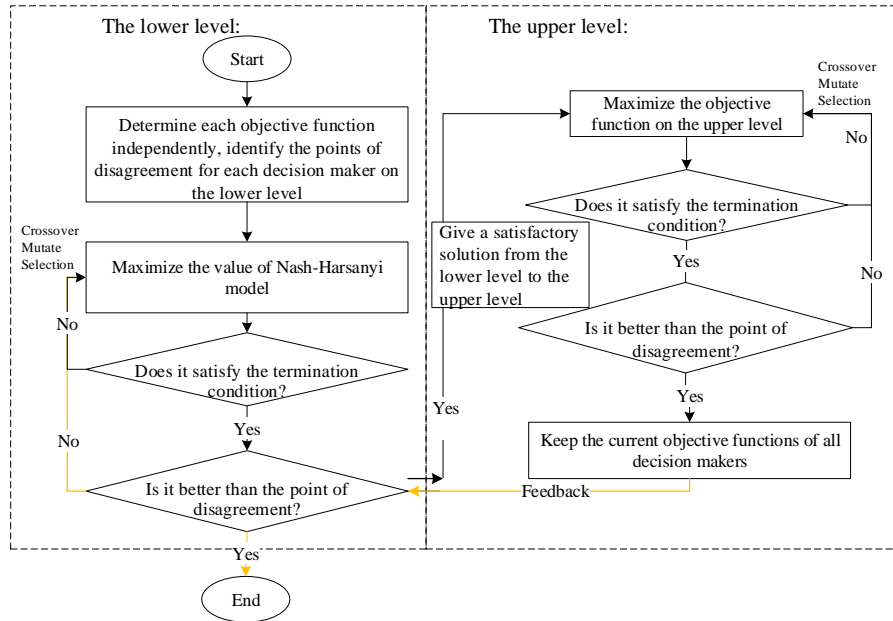 The lower level:
Start
Determine each objective function
independently, identify the points of
disagreement for each decision maker on
the lower level
Crossover
Mutate
Selection
Maximize the value of Nash-Harsanyi
model
No
Does it satisfy the termination
condition?
Yes
No
Is it better than the point of
disagreement?
Yes
End
Yes
Give a satisfactory
solution from the
lower level to the
upper level
The upper level:
Crossover
Mutate
Selection
Maximize the objective
function on the upper level
No
Does it satisfy the termination
condition?
Yes
No
Is it better than the point of
disagreement?
Yes
Keep the current objective functions of all
decision makers
Feedback